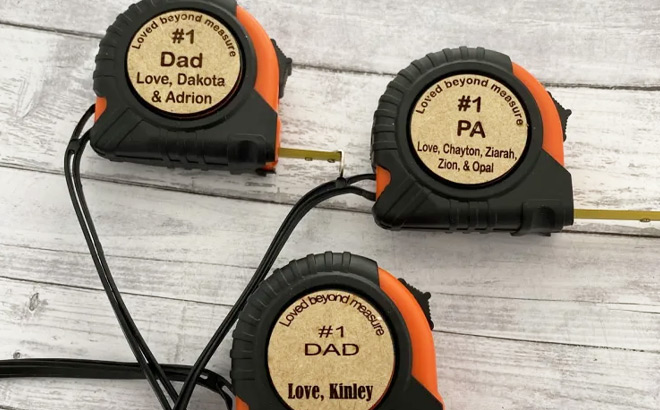 Loved beyond measure
#1
Dad
Love, Dakota
& Adrion
Loved beyond measure
#1
PA
Love, Chayton, Ziarah,
Zion, & Opal
Loved beyond measure
#1
DAD
Love, Kinley